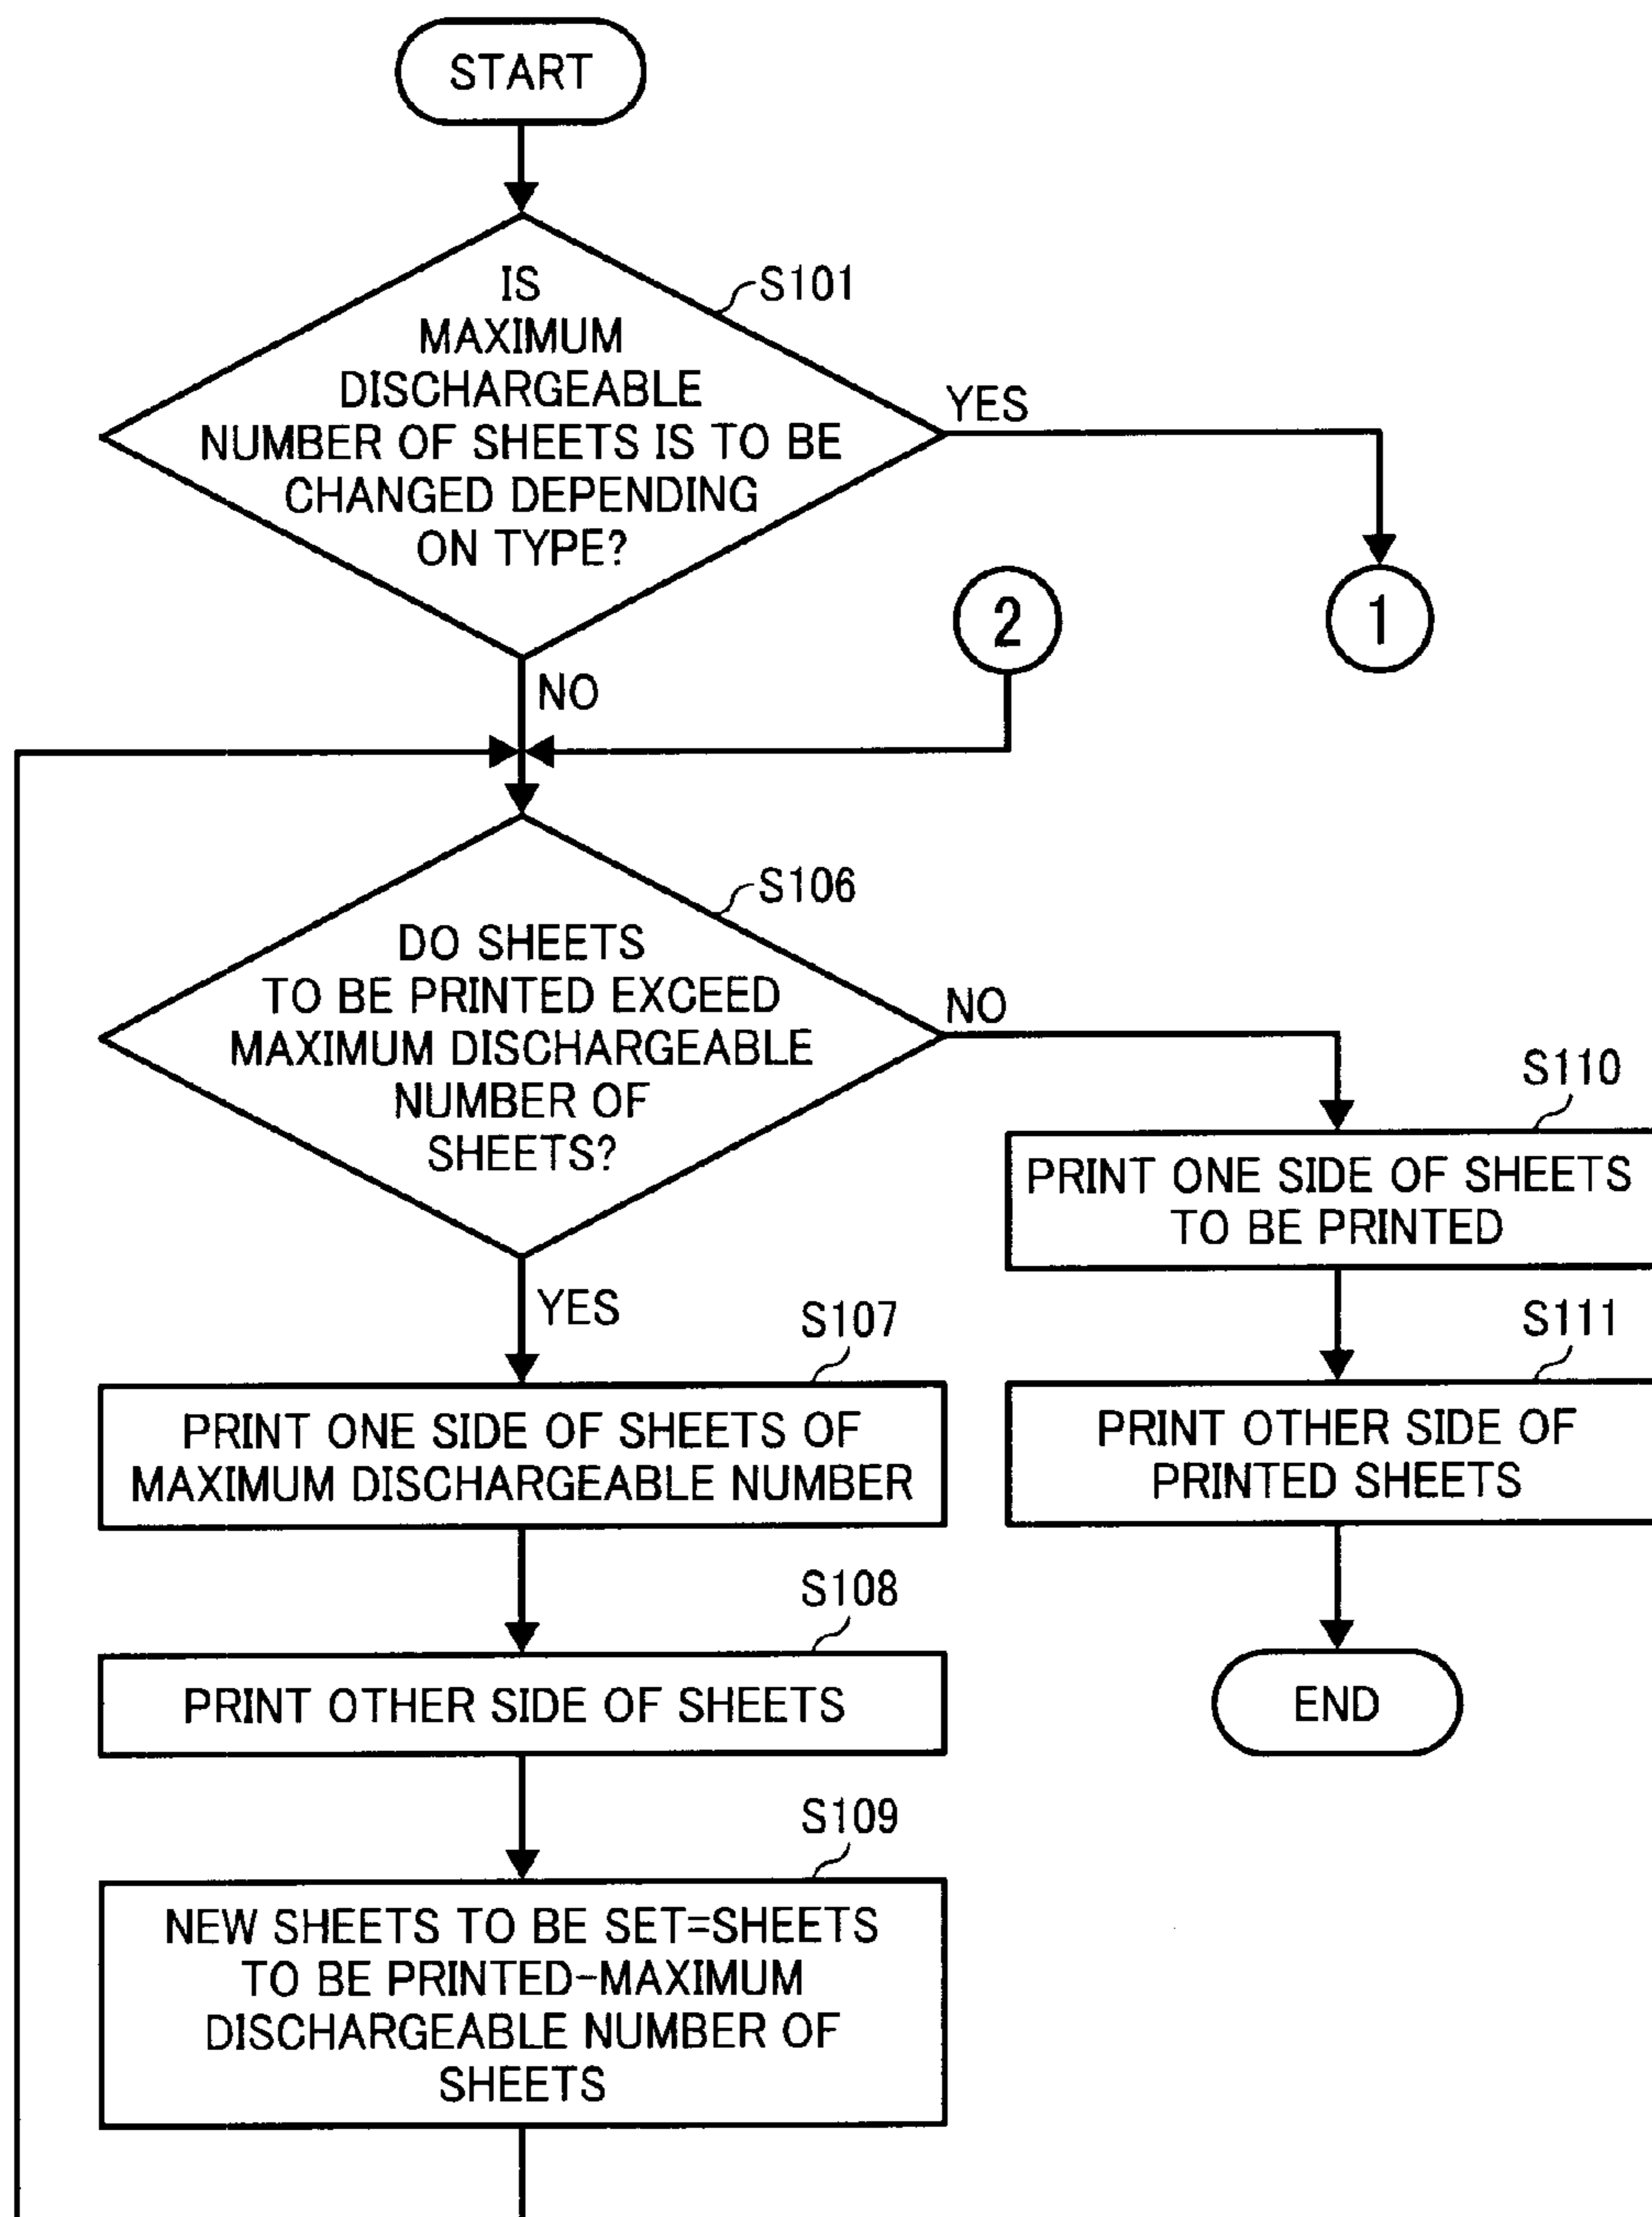 START
IS
MAXIMUM
DISCHARGEABLE
NUMBER OF SHEETS IS TO BE
CHANGED DEPENDING
ON TYPE?
S101
YES
1
2
NO
DO SHEETS
TO BE PRINTED EXCEED
MAXIMUM DISCHARGEABLE
NUMBER OF
SHEETS?
S106
NO
S110
PRINT ONE SIDE OF SHEETS
TO BE PRINTED
YES
S107
PRINT ONE SIDE OF SHEETS OF
MAXIMUM DISCHARGEABLE NUMBER
S111
PRINT OTHER SIDE OF
PRINTED SHEETS
S108
PRINT OTHER SIDE OF SHEETS
END
S109
NEW SHEETS TO BE SET=SHEETS
TO BE PRINTED-MAXIMUM
DISCHARGEABLE NUMBER OF
SHEETS